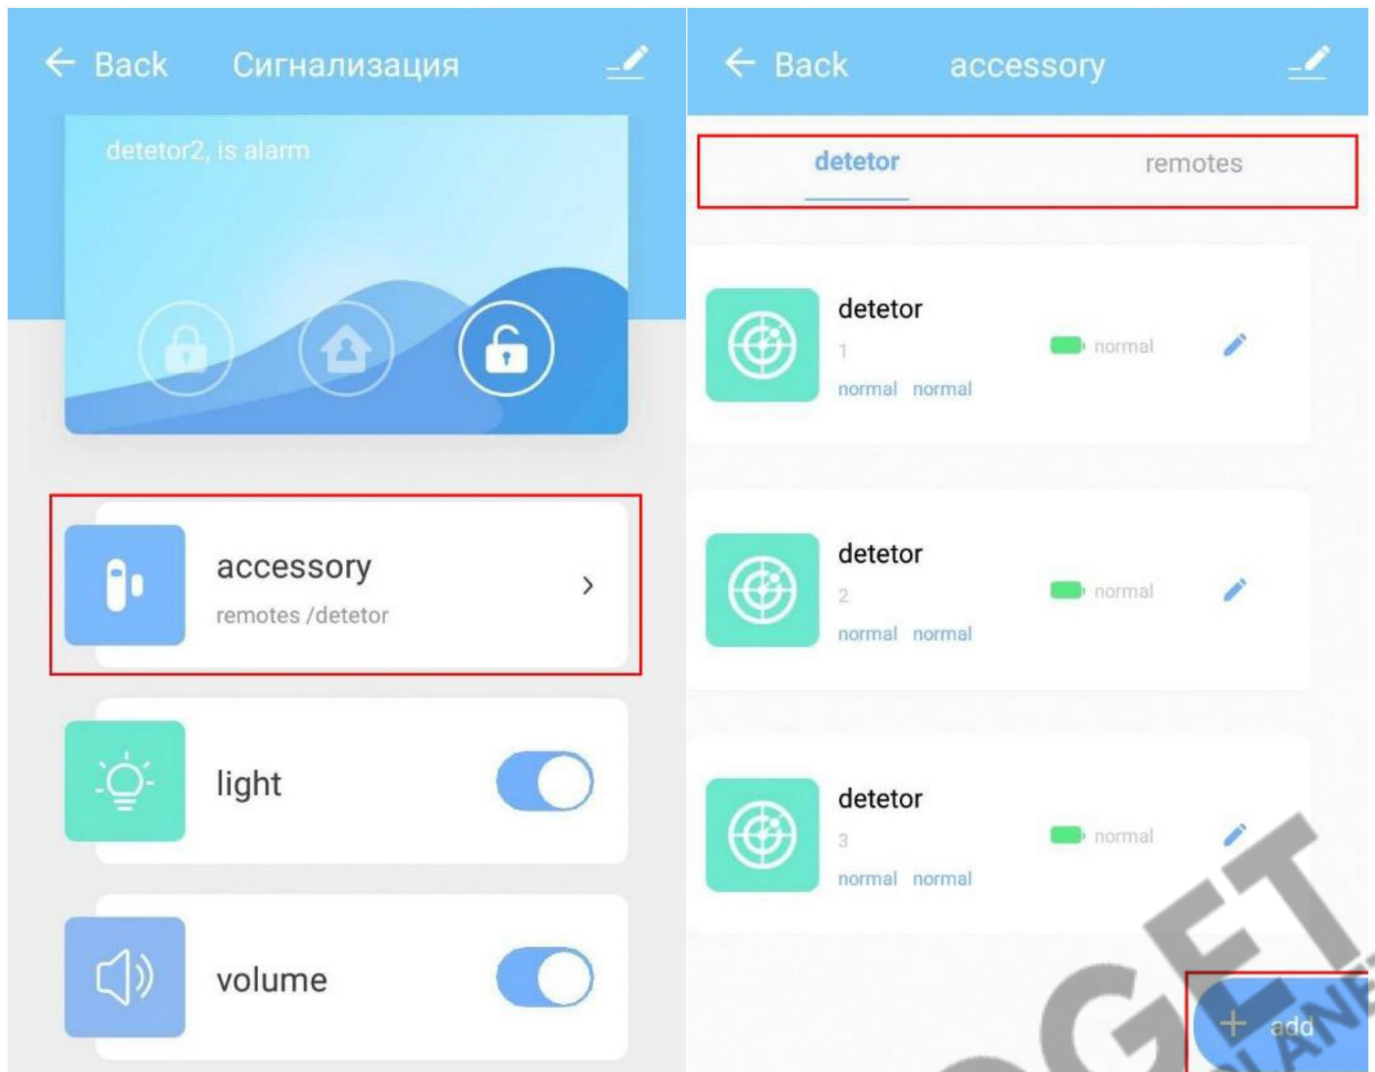 Back Сигнализация
detetor2, is alarm
accessory
remotes /detetor
light
volume
Back accessory
detetor remotes
detetor
1
normal
normal normal
detetor
2
normal
normal normal
detetor
3
normal
normal normal
+ add